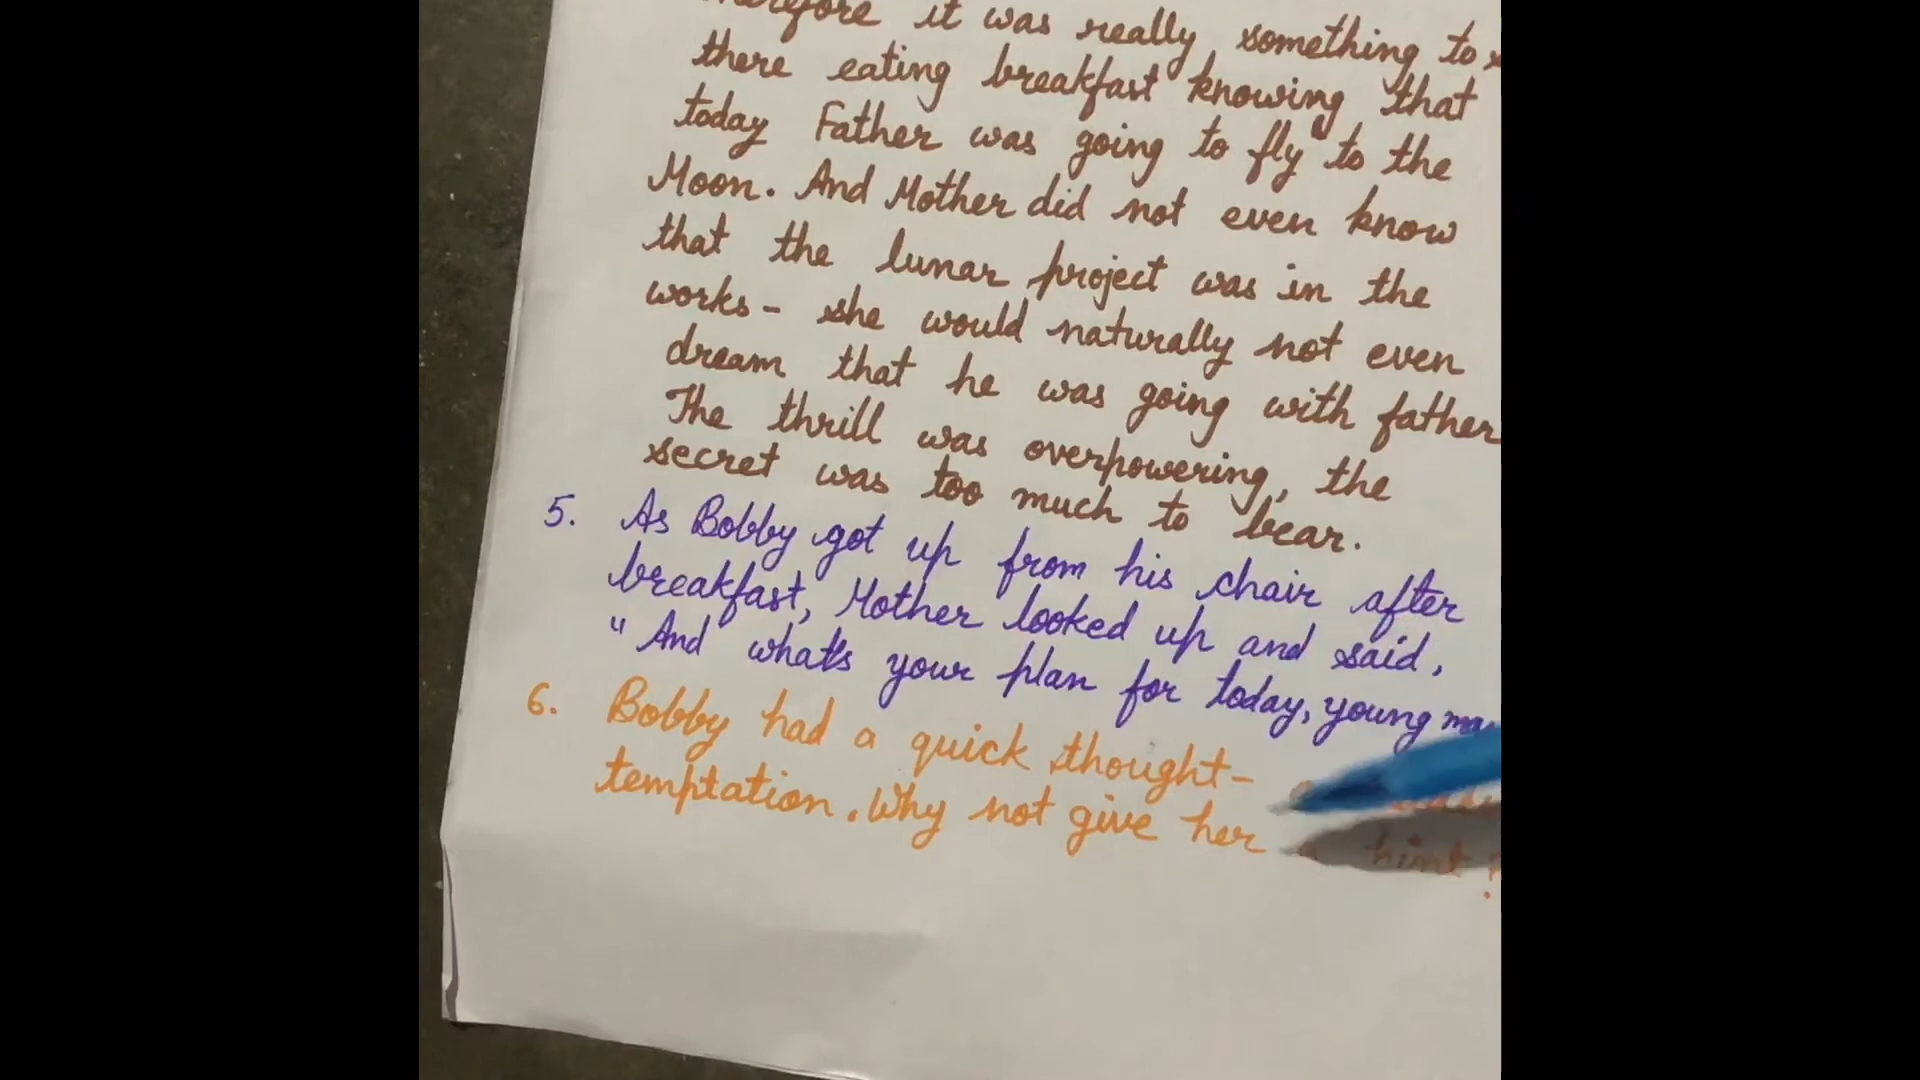 it was really something to
there eating breakfast knowing that
today Father was going to fly to the
Moon. And Mother did not even know
that the lunar project was in the
works - she would naturally not even
dream that he was going with father
The thrill was overpowering, the
secret was too much to bear.
5. As Bobby got up from his chair after
breakfast, Mother looked up and said,
"And what's your plan for today, young
6. Bobby had a quick thought-
temptation. Why not give her a hint?